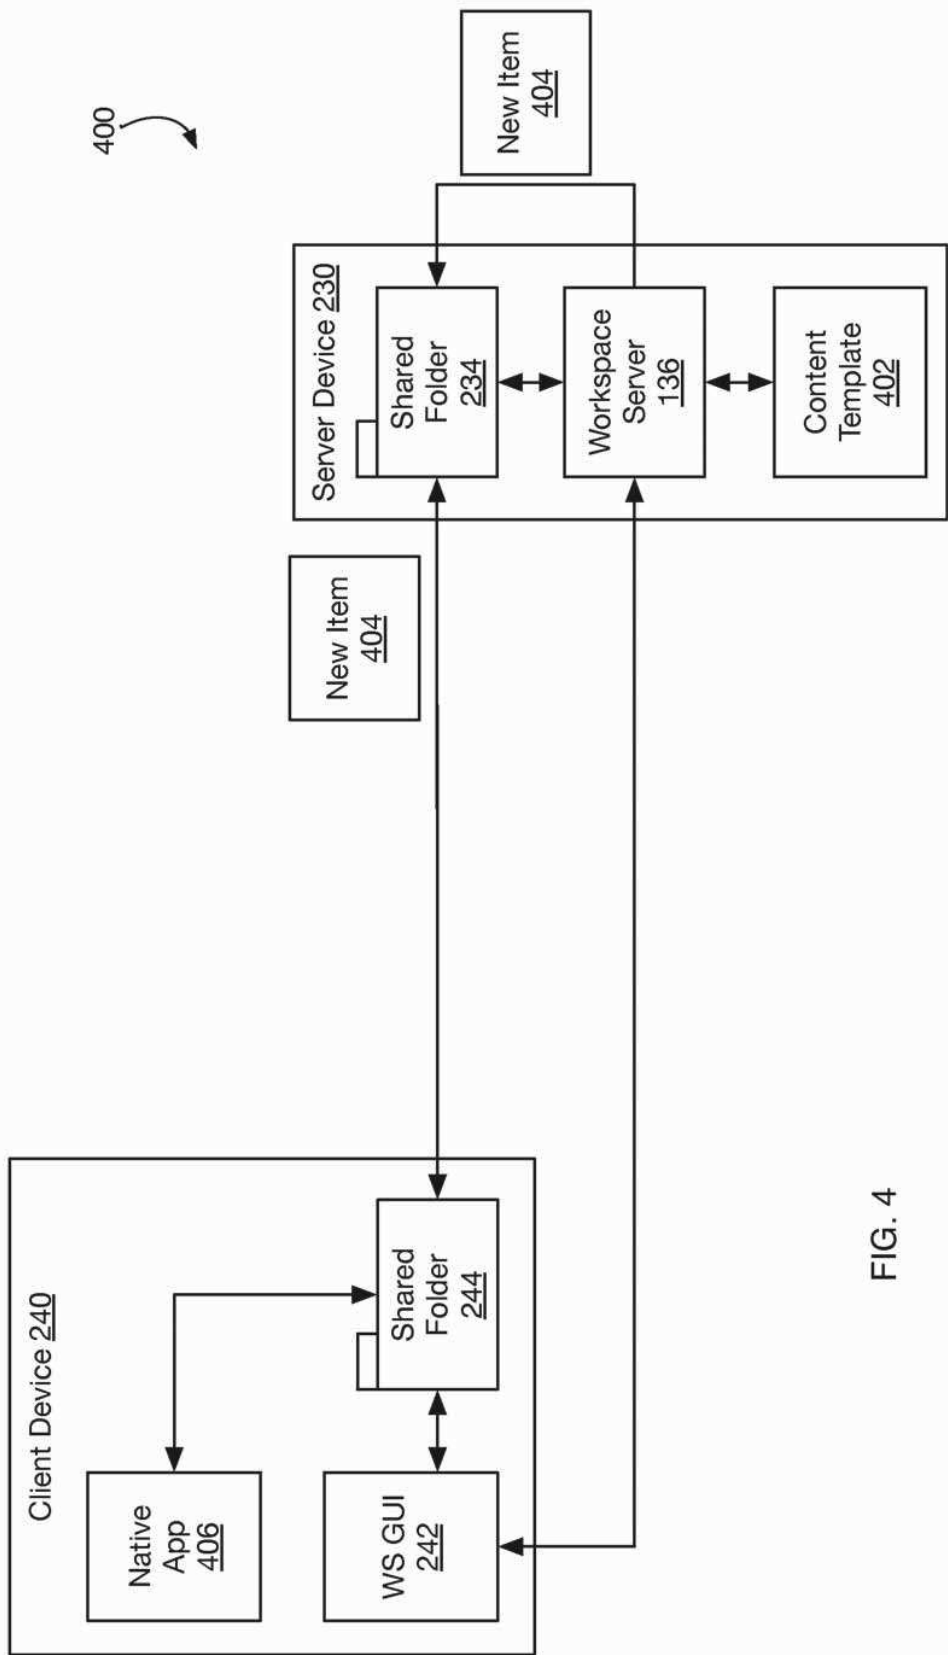 400
Client Device 240
Native
App
406
WS GUI
242
Shared
Folder
244
New Item
404
Server Device 230
Shared
Folder
234
Workspace
Server
136
Content
Template
402
New Item
404
FIG. 4